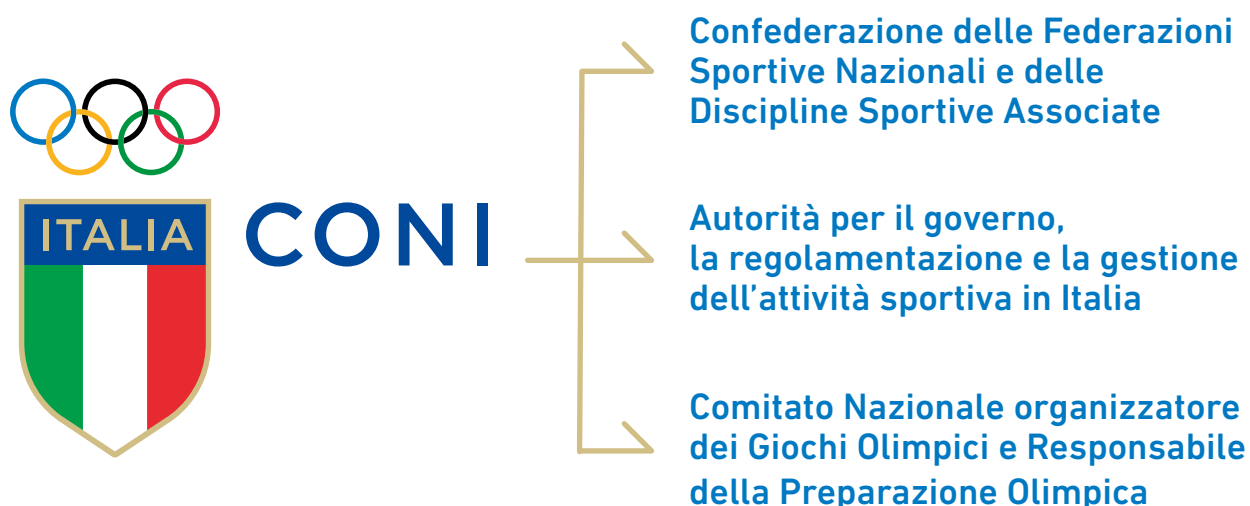 ITALIA
CONI
Confederazione delle Federazioni
Sportive Nazionali e delle
Discipline Sportive Associate
Autorità per il governo,
la regolamentazione e la gestione
dell’attività sportiva in Italia
Comitato Nazionale organizzatore
dei Giochi Olimpici e Responsabile
della Preparazione Olimpica